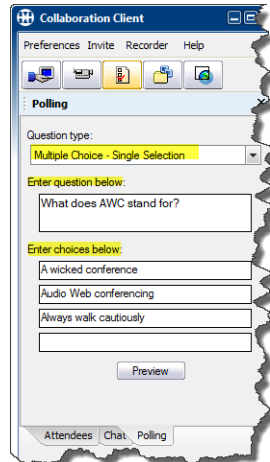 Collaboration Client
Preferences Invite Recorder Help
Polling
Question type:
Multiple Choice - Single Selection
Enter question below:
What does AWC stand for?
Enter choices below:
A wicked conference
Audio Web conferencing
Always walk cautiously
Preview
Attendees Chat Polling